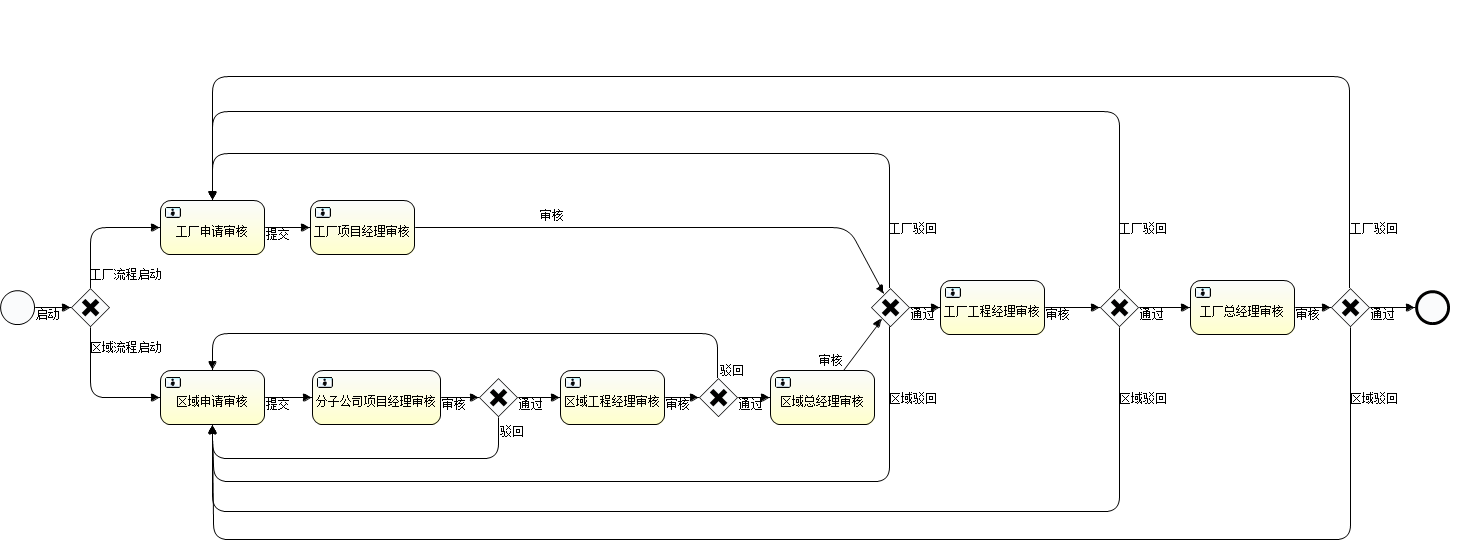 审核
工厂申请审核
提交
工厂项目经理审核
工厂驳回
工厂驳回
工厂驳回
工厂流程启动
启动
通过
工厂工程经理审核
审核
通过
工厂总经理审核
审核
通过
区域流程启动
审核
驳回
区域申请审核
提交
分子公司项目经理审核
审核
通过
区域工程经理审核
审核
通过
区域总经理审核
区域驳回
区域驳回
区域驳回
驳回